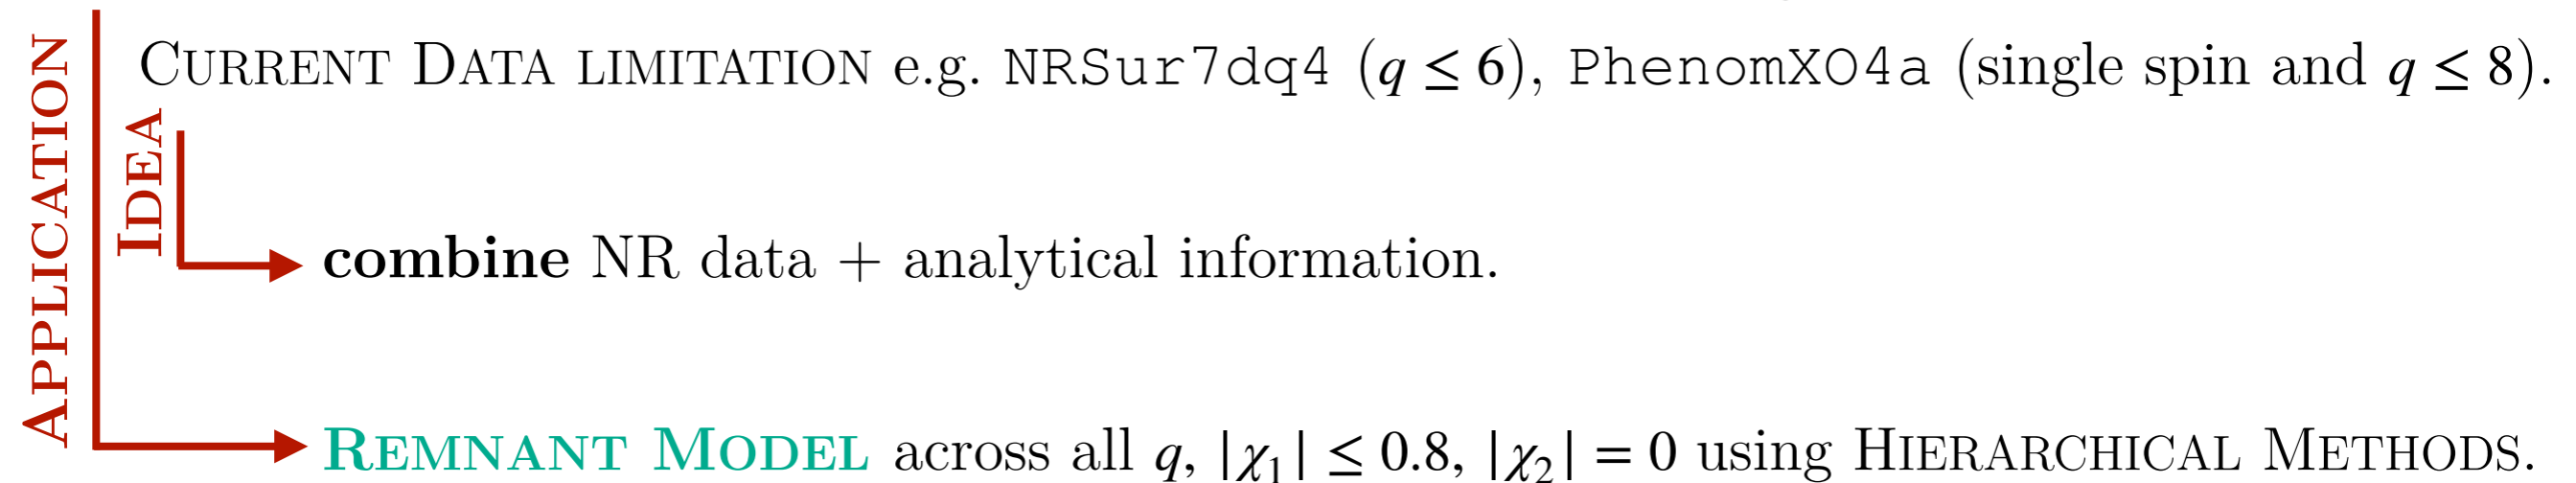 CURRENT DATA LIMITATION e.g. NRSur7dq4 (q ≤ 6), PhenomXO4a (single spin and q ≤ 8).
APPLICATION
IDEA
combine NR data + analytical information.
REMNANT MODEL across all q, |χ₁| ≤ 0.8, |χ₂| = 0 using HIERARCHICAL METHODS.